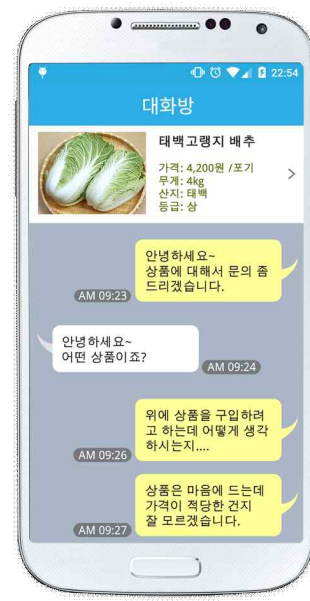 22:54
대화방
태백고랭지 배추
가격: 4,200원 /포기
무게: 4kg
산지: 태백
등급: 상
안녕하세요~
상품에 대해서 문의 좀
드리겠습니다.
AM 09:23
안녕하세요~
어떤 상품이죠?
AM 09:24
위에 상품을 구입하려
고 하는데 어떻게 생각
하시는지....
AM 09:26
상품은 마음에 드는데
가격이 적당한 건지
잘 모르겠습니다.
AM 09:27